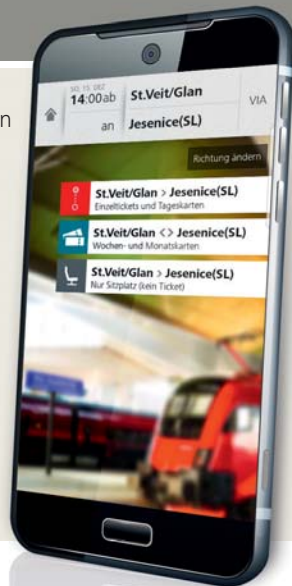 n
SO, 15. DEZ
14:00ab St.Veit/Glan
VIA
an Jesenice(SL)
Richtung ändern
St.Veit/Glan > Jesenice(SL)
Einzeltickets und Tageskarten
St.Veit/Glan <> Jesenice(SL)
Wochen- und Monatskarten
St.Veit/Glan > Jesenice(SL)
Nur Sitzplatz (kein Ticket)